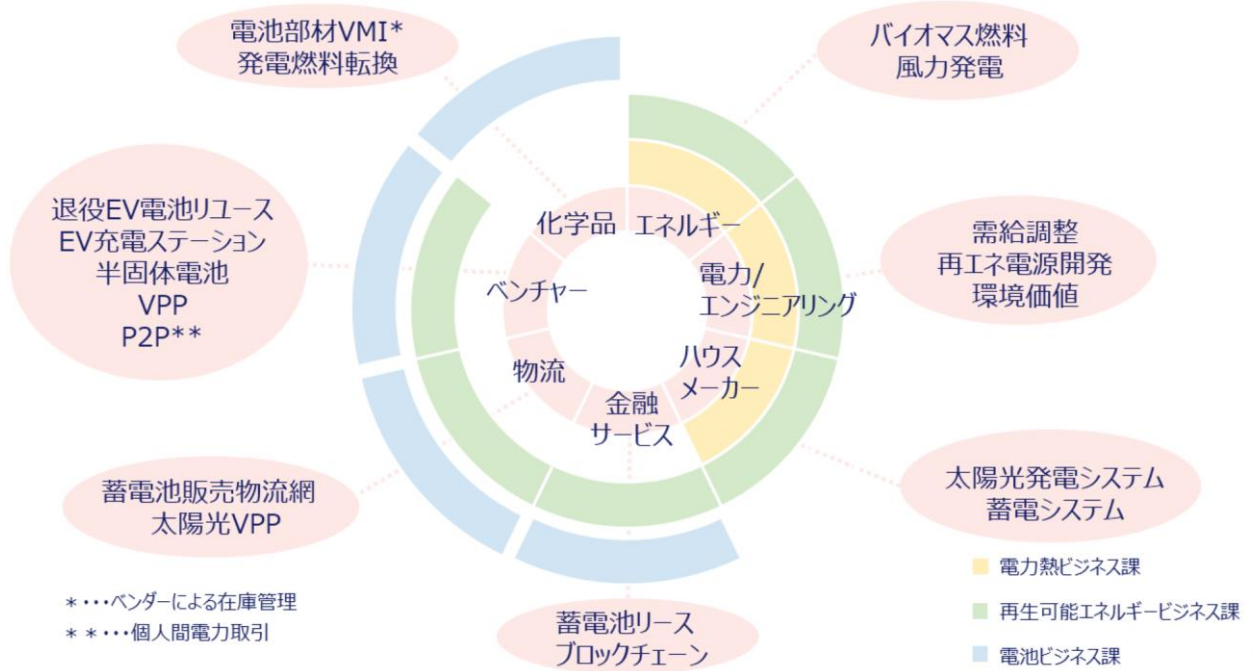 電池部材VMI*
発電燃料転換
バイオマス燃料
風力発電
退役EV電池リユース
EV充電ステーション
半固体電池
VPP
P2P**
化学品
エネルギー
ベンチャー
電力/
エンジニアリング
需給調整
再エネ電源開発
環境価値
物流
ハウス
メーカー
金融
サービス
蓄電池販売物流網
太陽光VPP
太陽光発電システム
蓄電システム
蓄電池リース
ブロックチェーン
*・・・ベンダーによる在庫管理
**・・・個人間電力取引
電力熱ビジネス課
再生可能エネルギービジネス課
電池ビジネス課